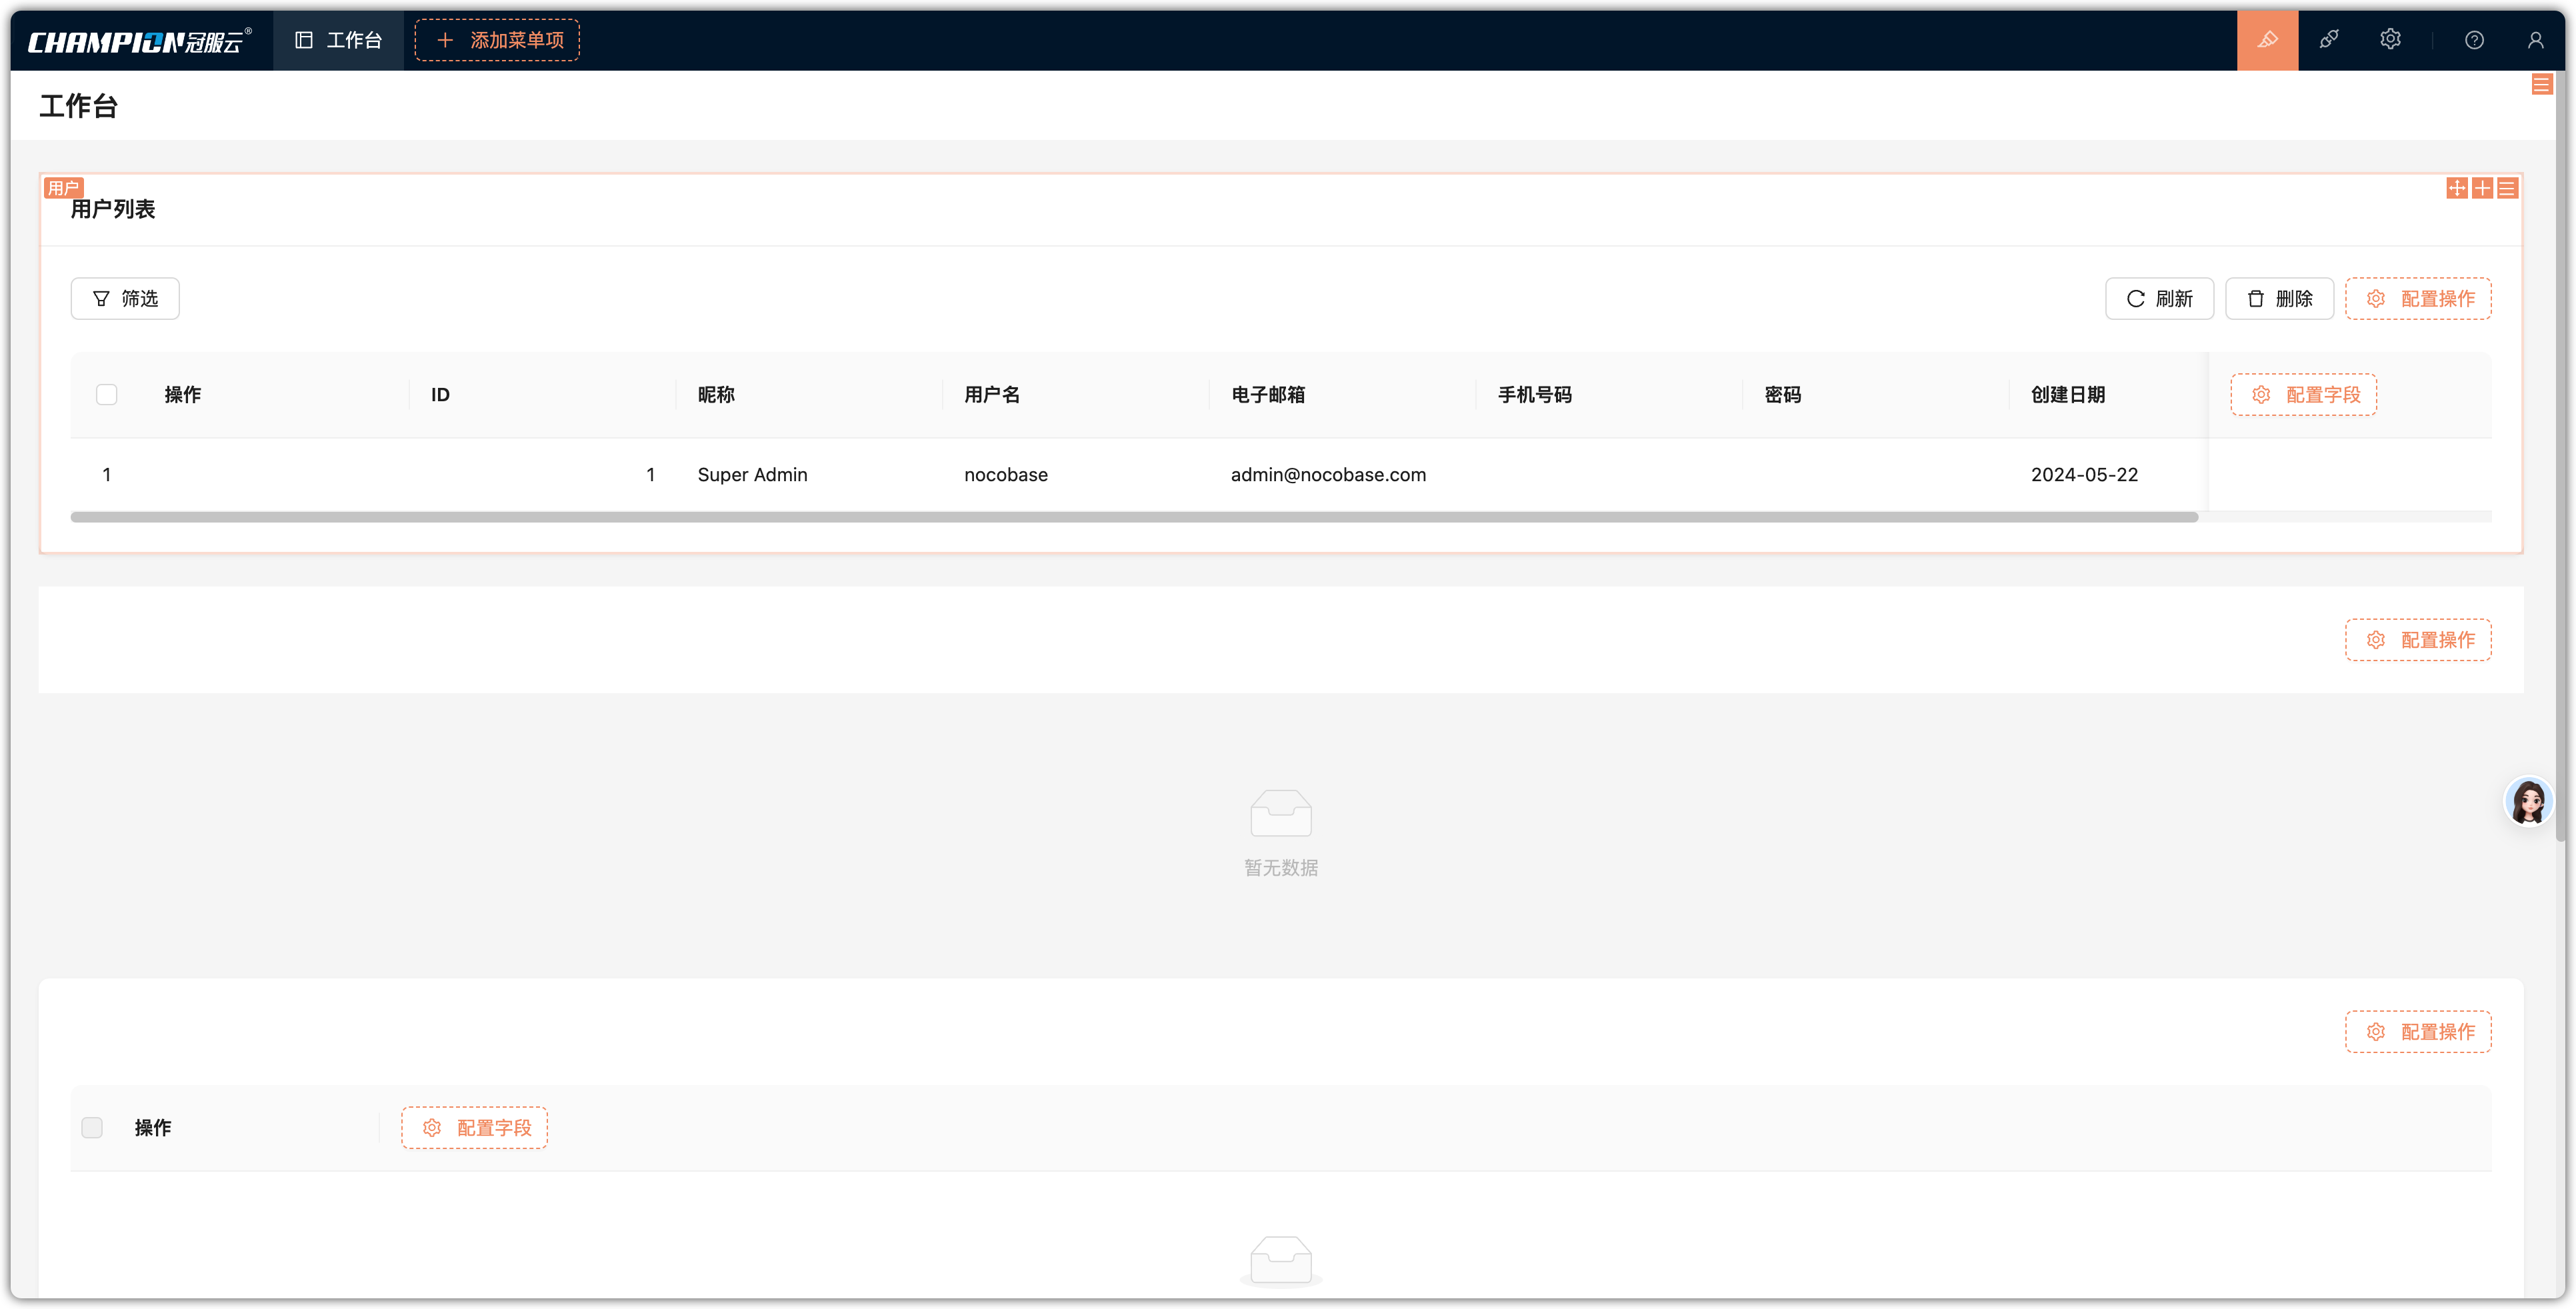 CHAMPION冠服云®
工作台
添加菜单项
工作台
用户
用户列表
筛选
刷新
删除
配置操作
操作
ID
昵称
用户名
电子邮箱
手机号码
密码
创建日期
配置字段
1
1
Super Admin
nocobase
admin@nocobase.com
2024-05-22
配置操作
暂无数据
配置操作
操作
配置字段